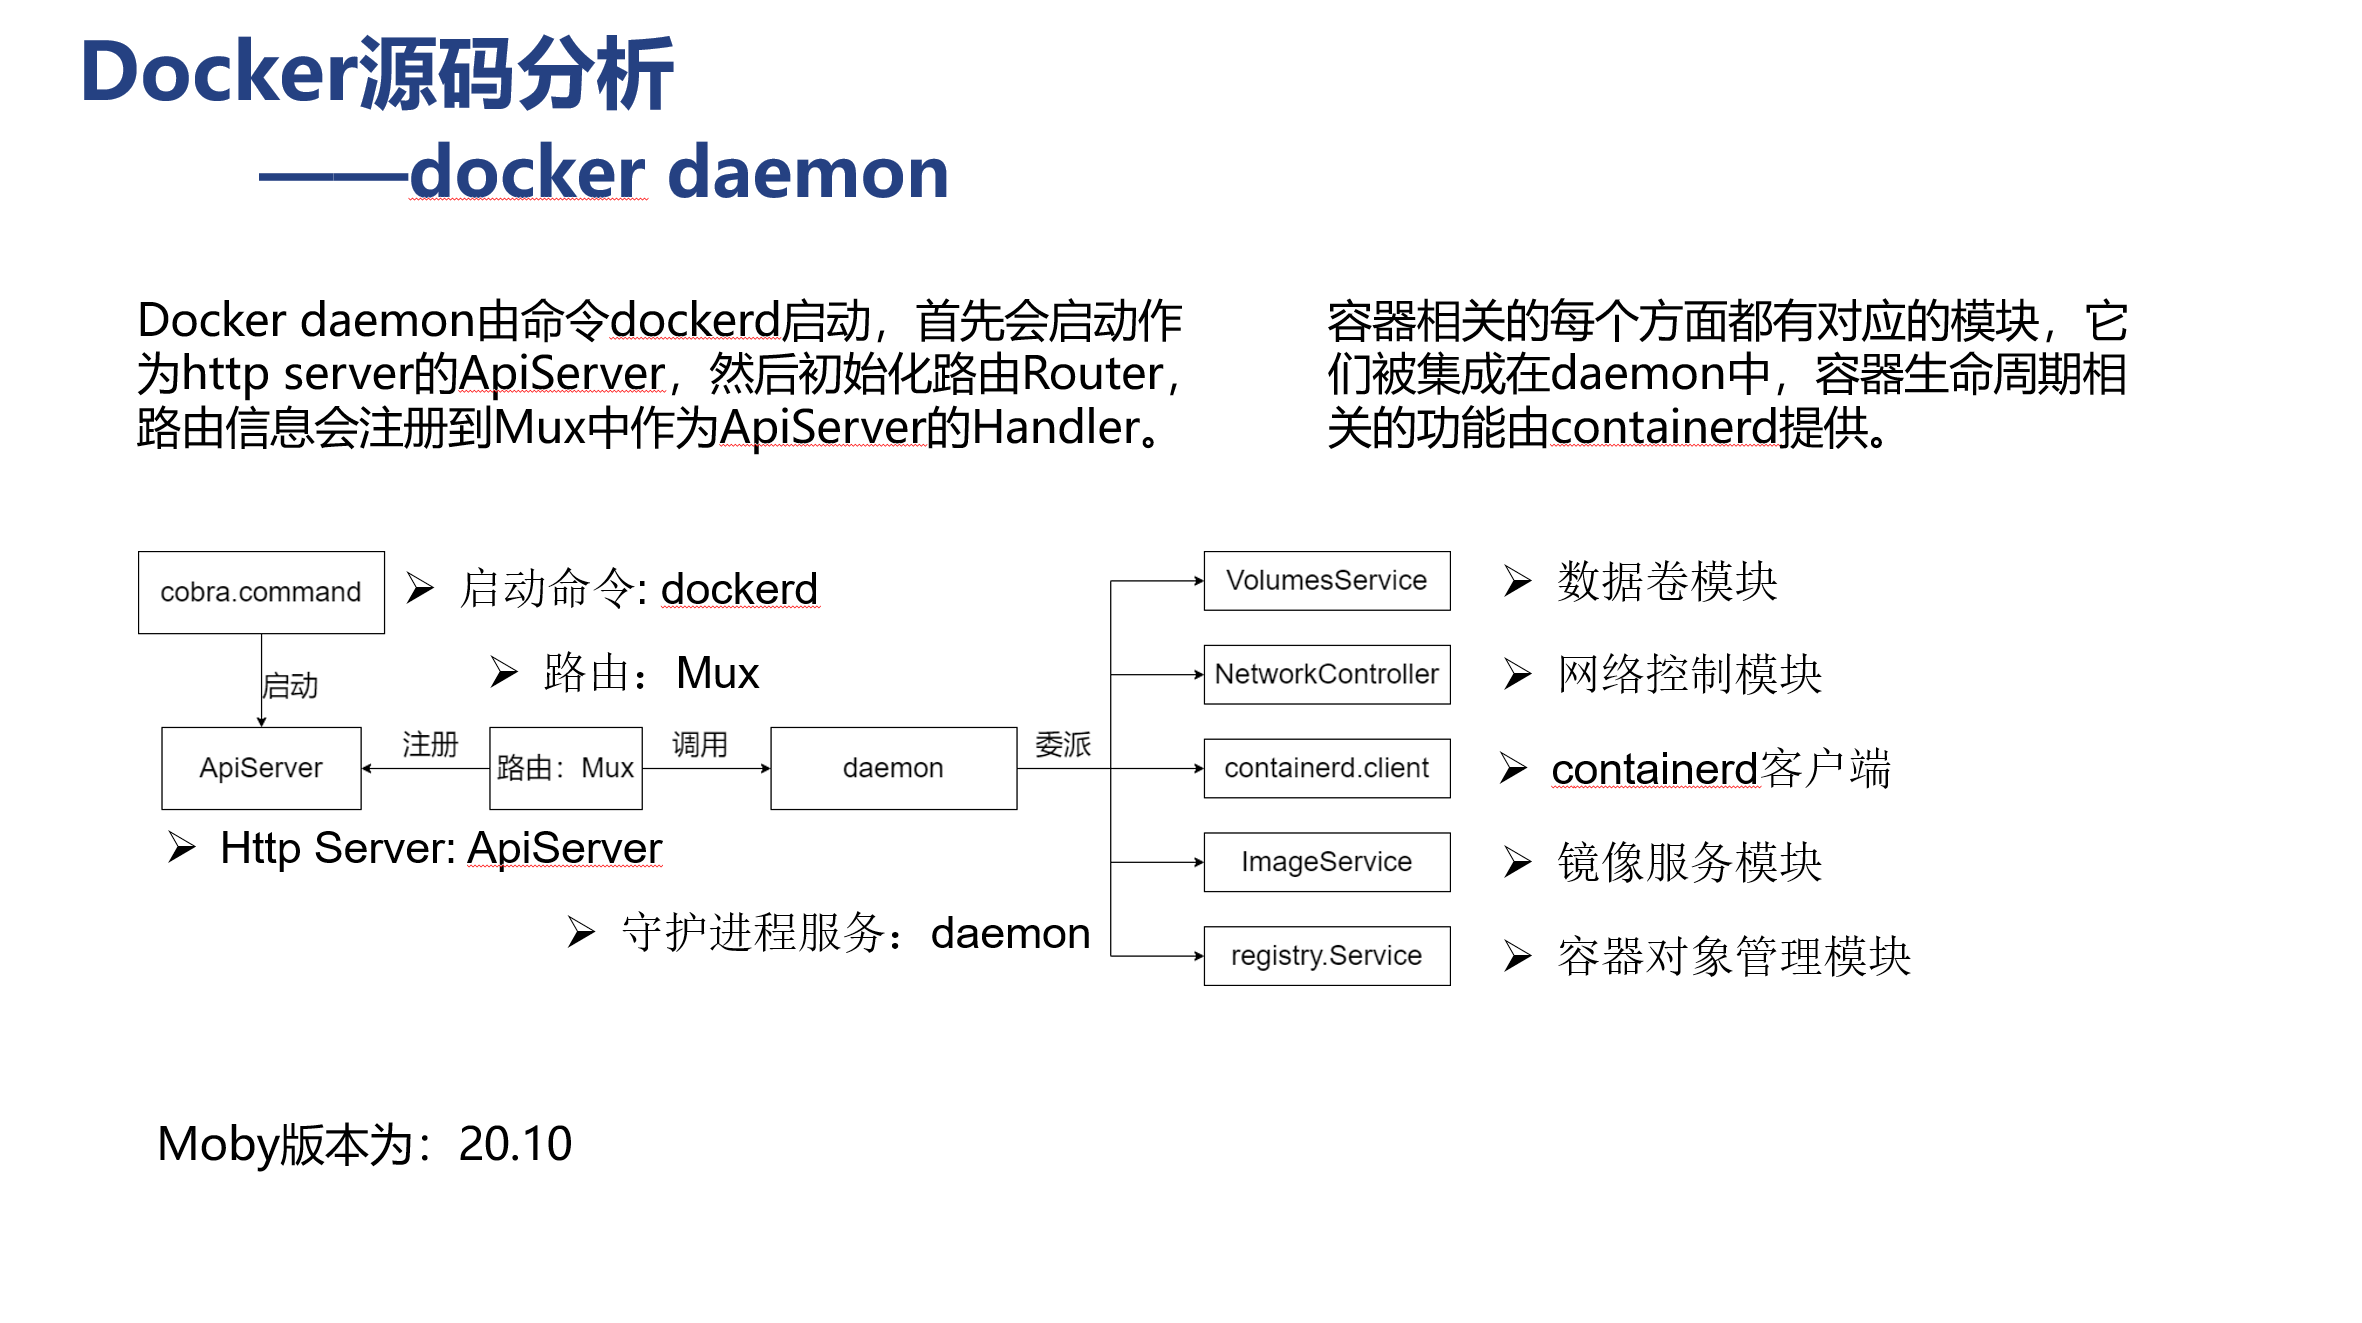 Docker源码分析
——docker daemon
Docker daemon由命令dockerd启动，首先会启动作
为http server的ApiServer，然后初始化路由Router，
路由信息会注册到Mux中作为ApiServer的Handler。
容器相关的每个方面都有对应的模块，它
们被集成在daemon中，容器生命周期相
关的功能由containerd提供。
cobra.command
➢ 启动命令: dockerd
➢ 路由：Mux
启动
ApiServer
注册
路由：Mux
调用
daemon
委派
➢ Http Server: ApiServer
➢ 守护进程服务：daemon
VolumesService
➢ 数据卷模块
NetworkController
➢ 网络控制模块
containerd.client
➢ containerd客户端
ImageService
➢ 镜像服务模块
registry.Service
➢ 容器对象管理模块
Moby版本为：20.10